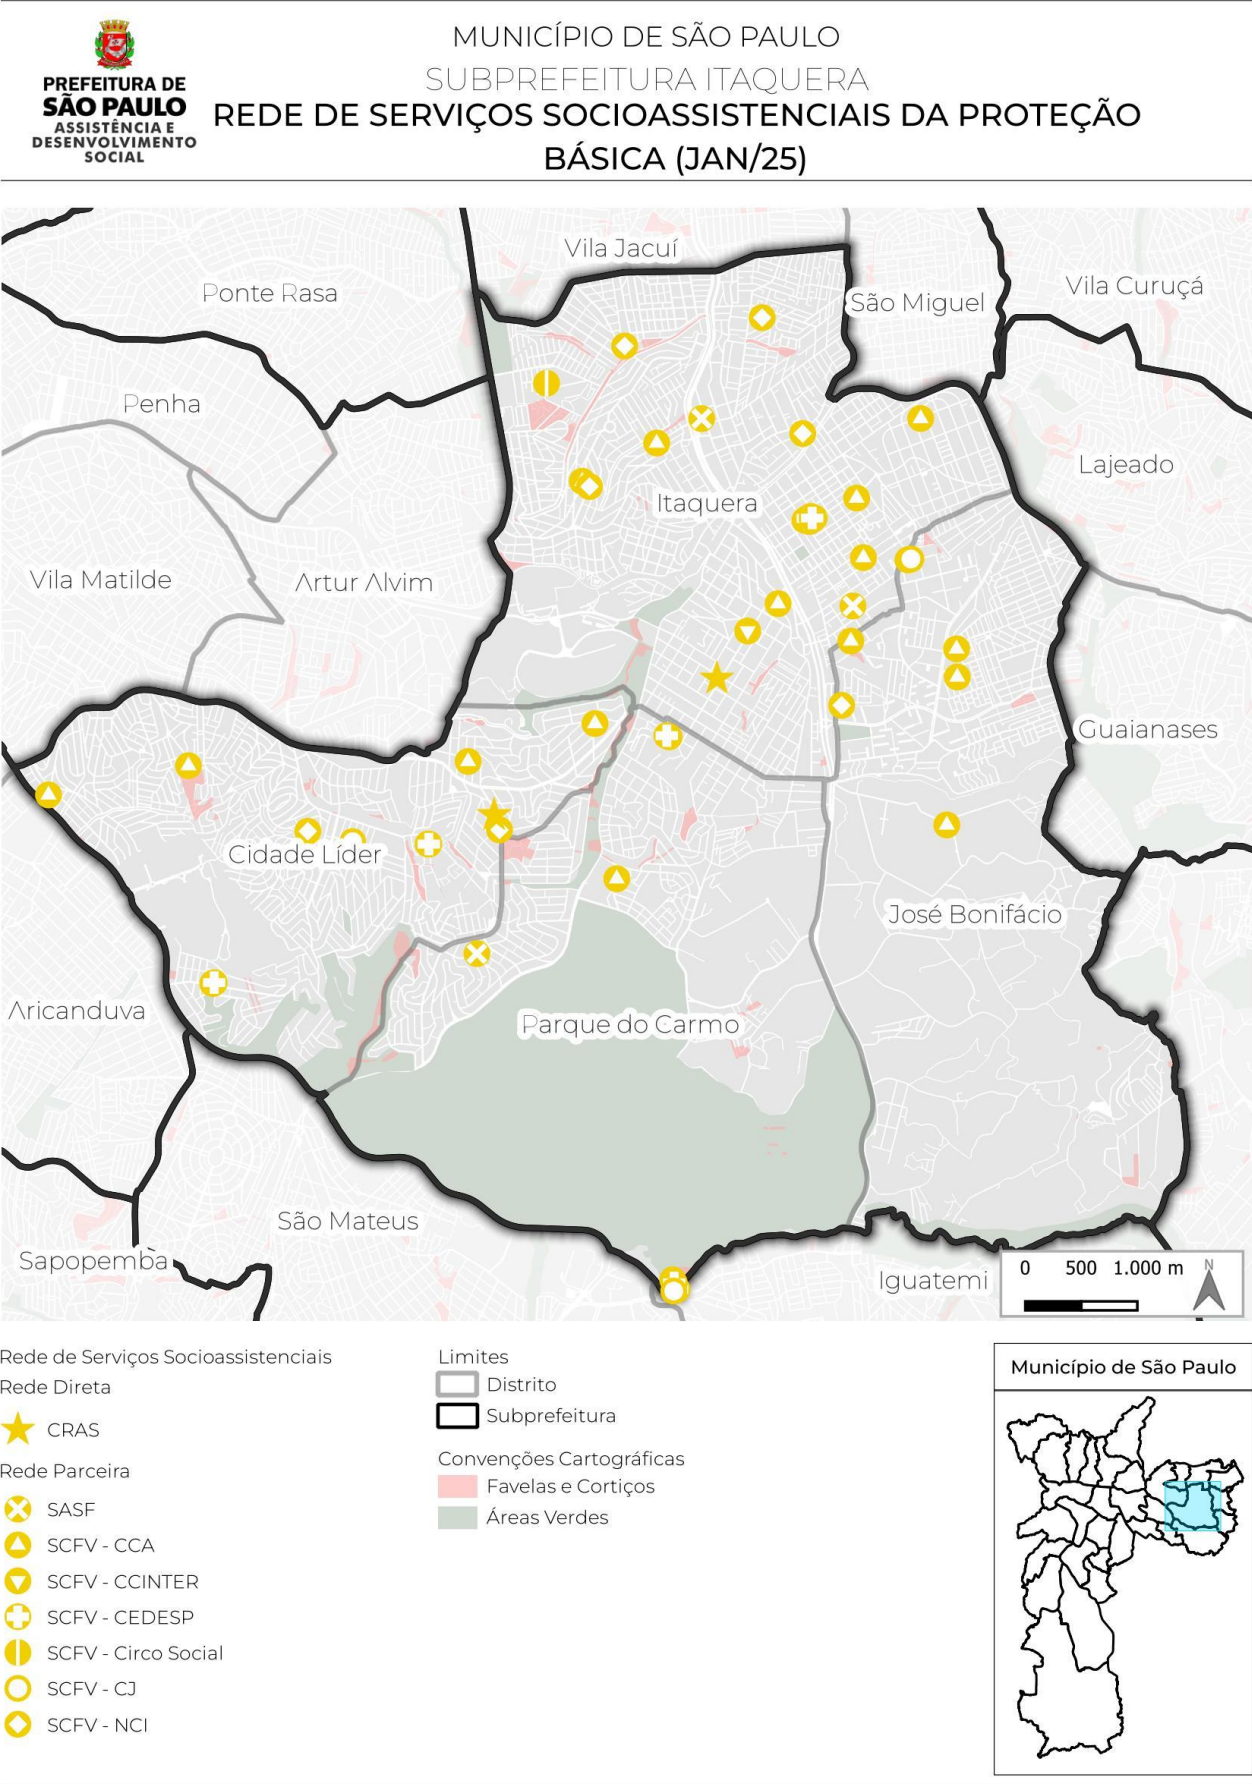 PREFEITURA DE
SÃO PAULO
ASSISTÊNCIA E
DESENVOLVIMENTO
SOCIAL
MUNICÍPIO DE SÃO PAULO
SUBPREFEITURA ITAQUERA
REDE DE SERVIÇOS SOCIOASSISTENCIAIS DA PROTEÇÃO
BÁSICA (JAN/25)
Vila Jacuí
Ponte Rasa
São Miguel
Vila Curuçá
Penha
Lajeado
Itaquera
Vila Matilde
Artur Alvim
Guaianases
Cidade Líder
José Bonifácio
Aricanduva
Parque do Carmo
São Mateus
Sapopemba
Iguatemi
0 500 1.000 m
N
Rede de Serviços Socioassistenciais
Rede Direta
CRAS
Rede Parceira
SASF
SCFV - CCA
SCFV - CCINTER
SCFV - CEDESP
SCFV - Circo Social
SCFV - CJ
SCFV - NCI
Limites
Distrito
Subprefeitura
Convenções Cartográficas
Favelas e Cortiços
Áreas Verdes
Município de São Paulo